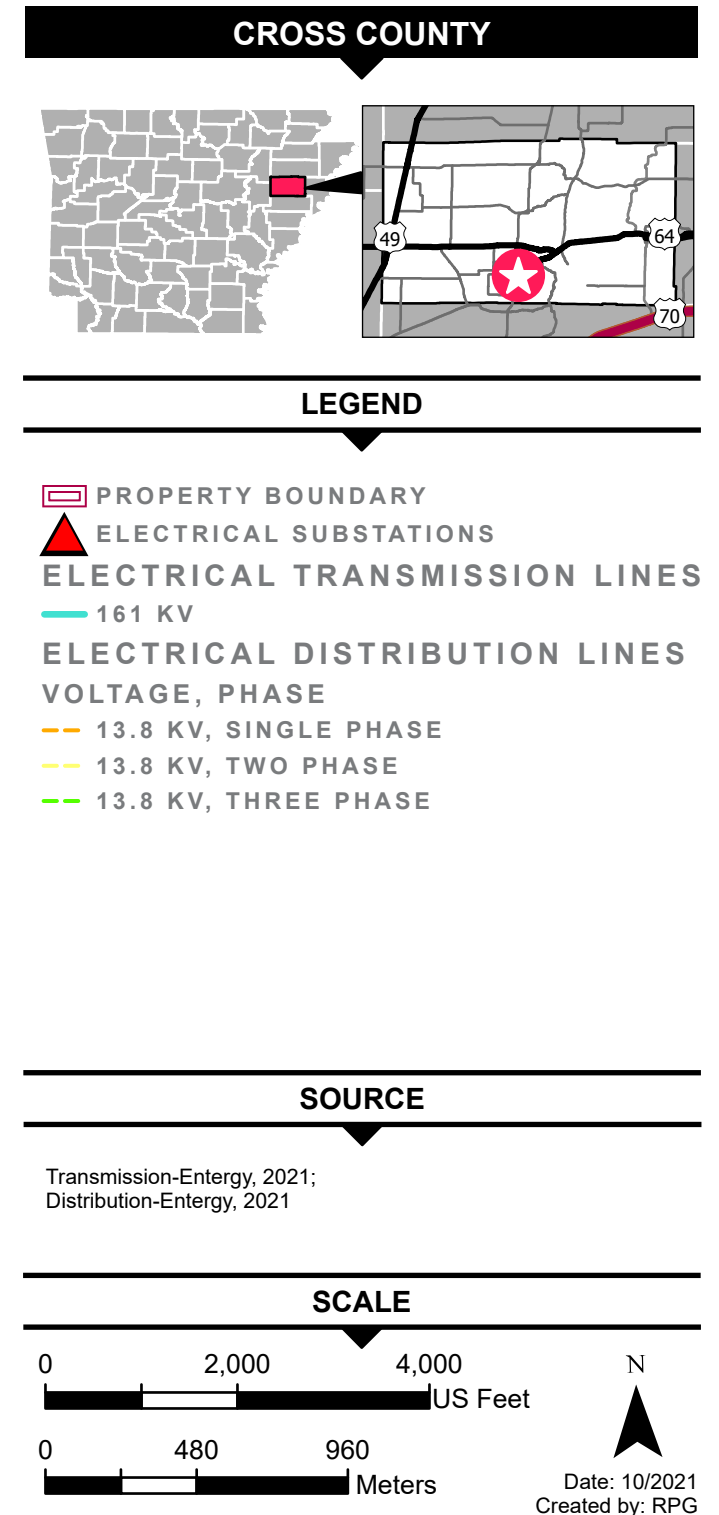 CROSS COUNTY
49
64
70
LEGEND
PROPERTY BOUNDARY
ELECTRICAL SUBSTATIONS
ELECTRICAL TRANSMISSION LINES
161 KV
ELECTRICAL DISTRIBUTION LINES
VOLTAGE, PHASE
13.8 KV, SINGLE PHASE
13.8 KV, TWO PHASE
13.8 KV, THREE PHASE
SOURCE
Transmission-Entergy, 2021;
Distribution-Entergy, 2021
SCALE
0 2,000 4,000
US Feet
0 480 960
Meters
N
Date: 10/2021
Created by: RPG